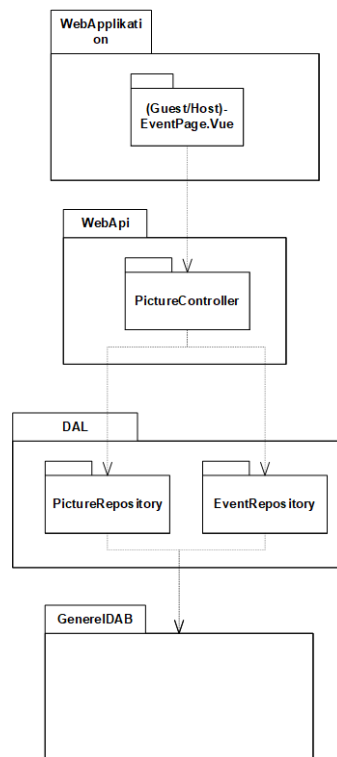 WebApplikati
on
(Guest/Host)-
EventPage.Vue
WebApi
PictureController
DAL
PictureRepository
EventRepository
GenerelDAB